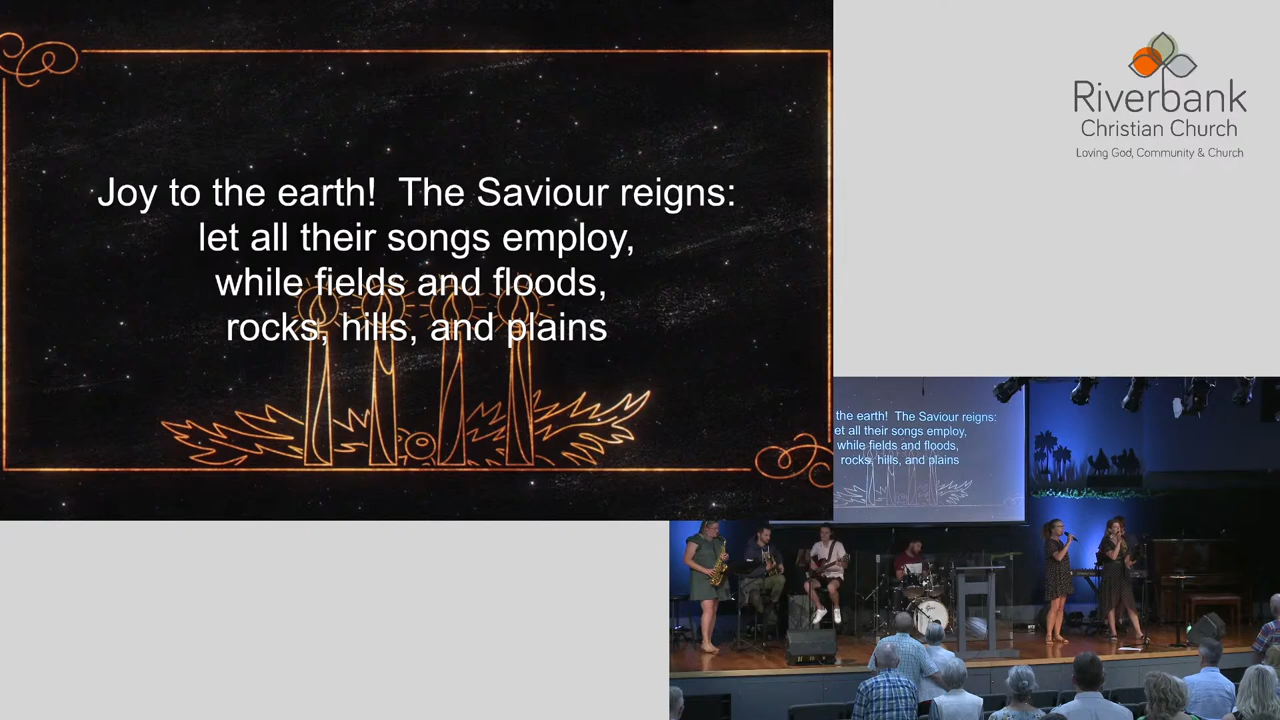 Joy to the earth!  The Saviour reigns:
let all their songs employ,
while fields and floods,
rocks, hills, and plains
Riverbank
Christian Church
Loving God, Community & Church
the earth!  The Saviour reigns:
let all their songs employ,
while fields and floods,
rocks, hills, and plains